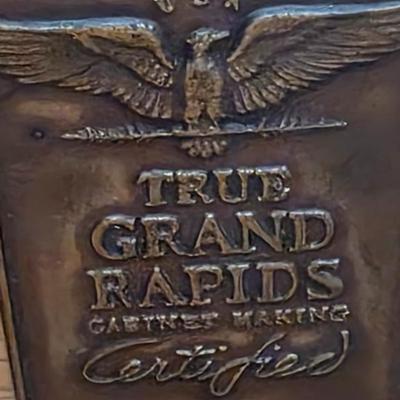 TRUE
GRAND
RAPIDS
CABINET MAKING
Certified